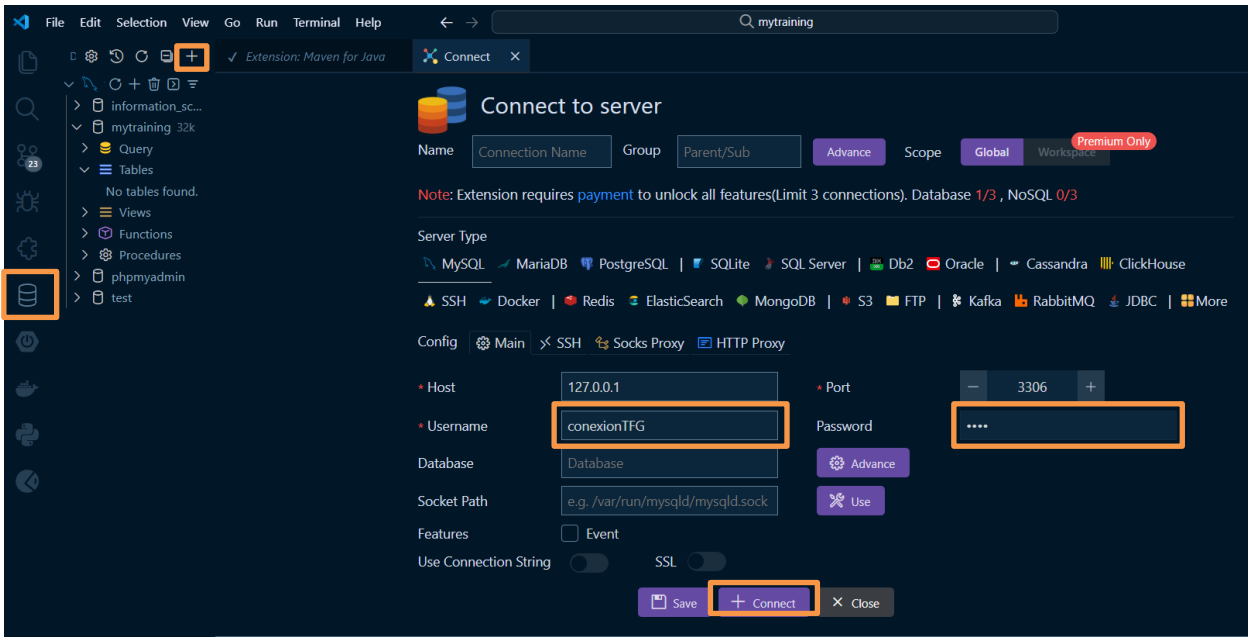 File Edit Selection View Go Run Terminal Help
mytraining
Extension: Maven for Java
Connect
information_sc...
mytraining 32k
Query
Tables
No tables found.
Views
Functions
Procedures
phpmyadmin
test
23
Connect to server
Name Connection Name Group Parent/Sub Advance Scope Global Workspace
Premium Only
Note: Extension requires payment to unlock all features(Limit 3 connections). Database 1/3 , NoSQL 0/3
Server Type
MySQL MariaDB PostgreSQL | SQLite SQL Server | Db2 Oracle | Cassandra ClickHouse
SSH Docker | Redis ElasticSearch MongoDB | S3 FTP | Kafka RabbitMQ JDBC | More
Config Main SSH Socks Proxy HTTP Proxy
* Host 127.0.0.1 * Port − 3306 +
* Username conexionTFG Password ••••
Database Database Advance
Socket Path e.g. /var/run/mysqld/mysqld.sock Use
Features Event
Use Connection String SSL
Save + Connect × Close